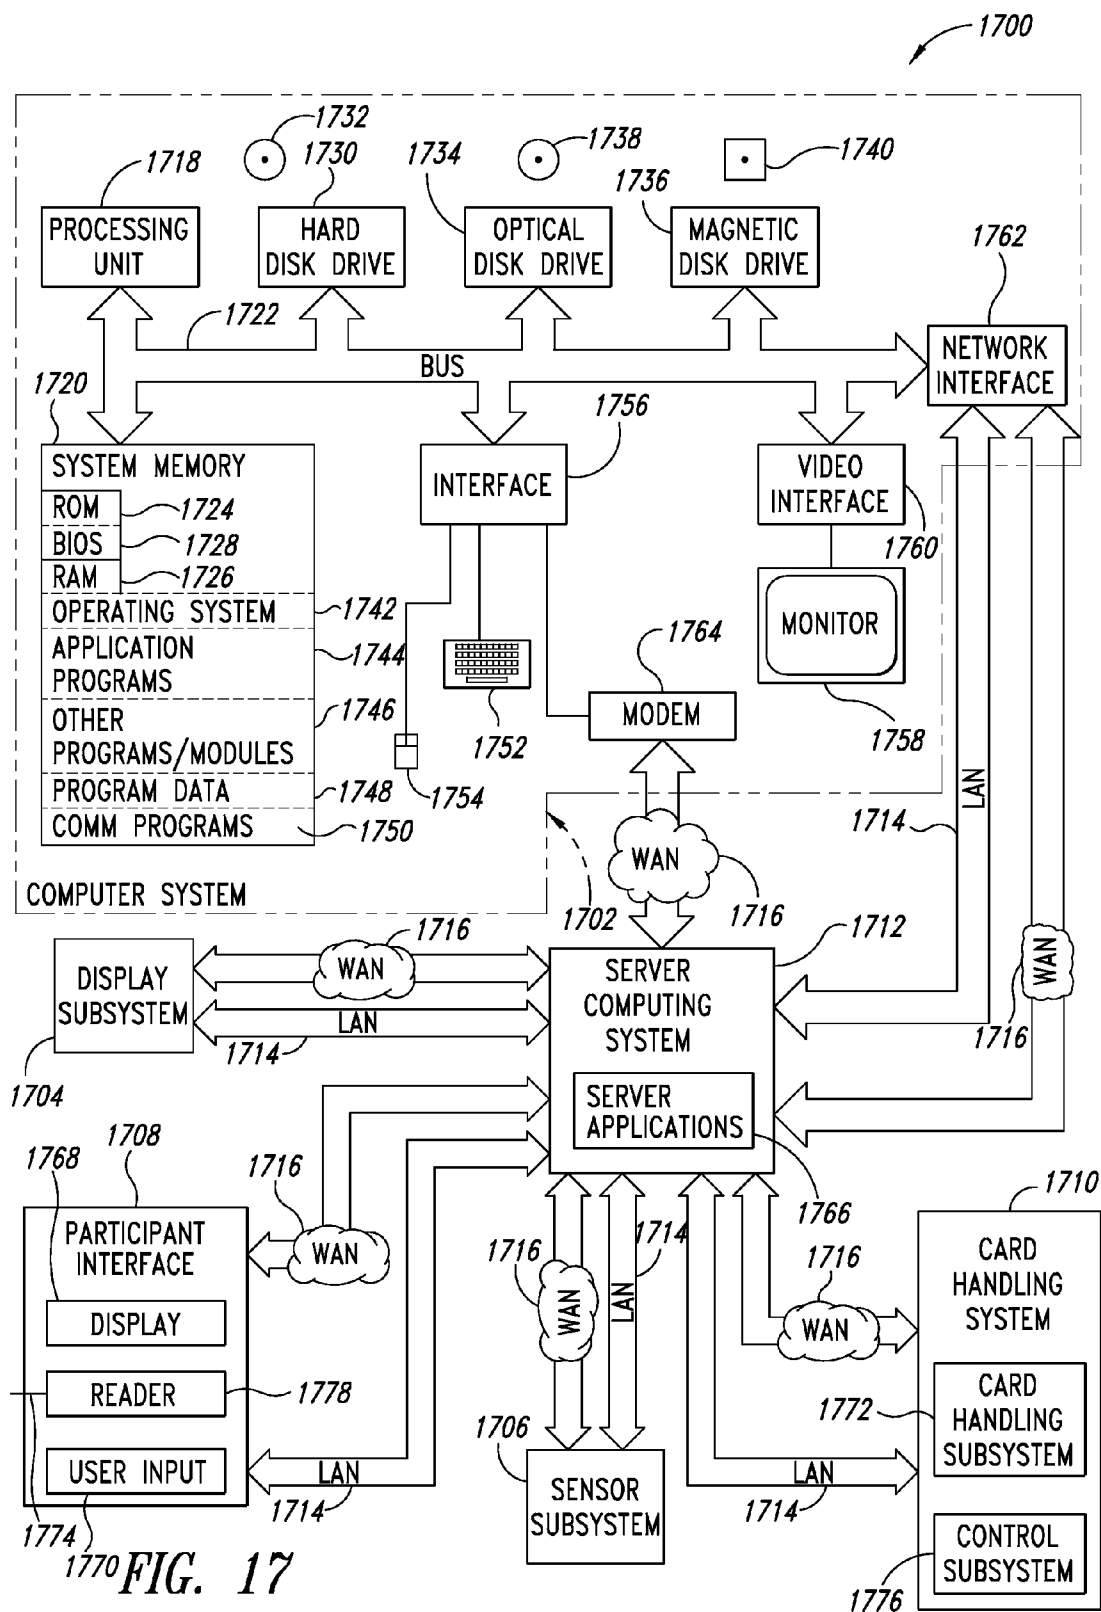 1700
1732
1730
1718
1734
1738
1736
1740
PROCESSING
UNIT
HARD
DISK DRIVE
OPTICAL
DISK DRIVE
MAGNETIC
DISK DRIVE
1762
1722
BUS
NETWORK
INTERFACE
1720
1756
SYSTEM MEMORY
ROM
1724
BIOS
1728
RAM
1726
OPERATING SYSTEM
1742
APPLICATION
PROGRAMS
1744
OTHER
PROGRAMS/MODULES
1746
PROGRAM DATA
1748
COMM PROGRAMS
1750
INTERFACE
VIDEO
INTERFACE
1760
MONITOR
1758
1764
MODEM
1752
1754
LAN
1714
WAN
1716
COMPUTER SYSTEM
1702
1712
1716
WAN
DISPLAY
SUBSYSTEM
LAN
1714
1704
SERVER
COMPUTING
SYSTEM
SERVER
APPLICATIONS
1766
WAN
1716
1708
1768
1716
PARTICIPANT
INTERFACE
WAN
DISPLAY
READER
1778
USER INPUT
LAN
1714
1774
1770
1716
WAN
1714
LAN
1706
SENSOR
SUBSYSTEM
1716
WAN
LAN
1714
1710
CARD
HANDLING
SYSTEM
1772
CARD
HANDLING
SUBSYSTEM
CONTROL
SUBSYSTEM
1776
FIG. 17